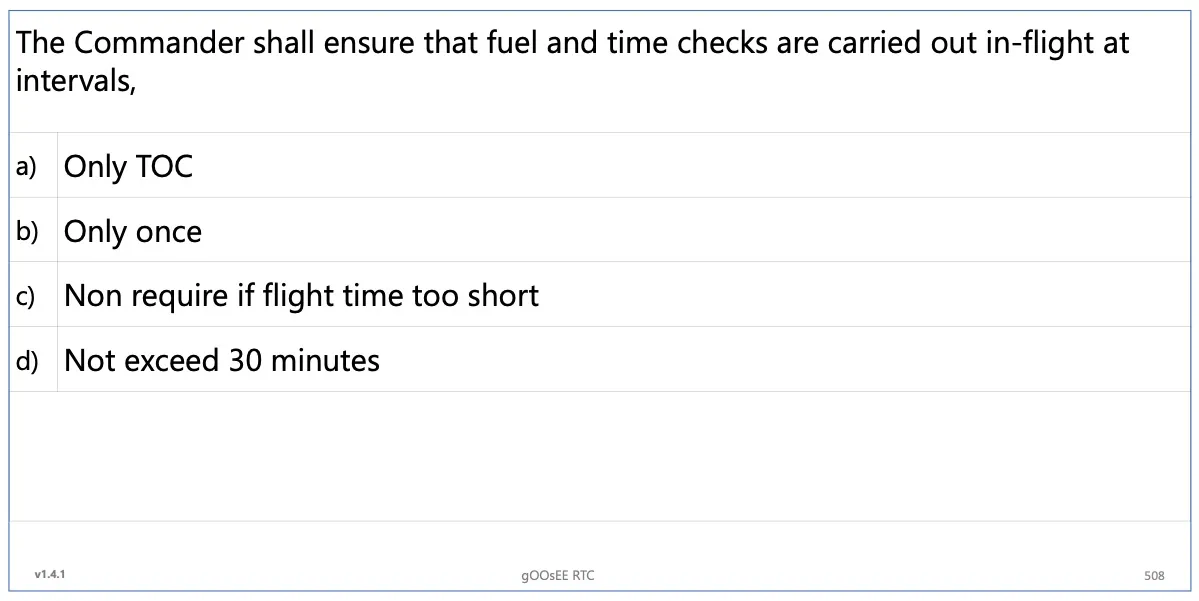 The Commander shall ensure that fuel and time checks are carried out in-flight at
intervals,
a) Only TOC
b) Only once
c) Non require if flight time too short
d) Not exceed 30 minutes
v1.4.1 gOOsEE RTC 508